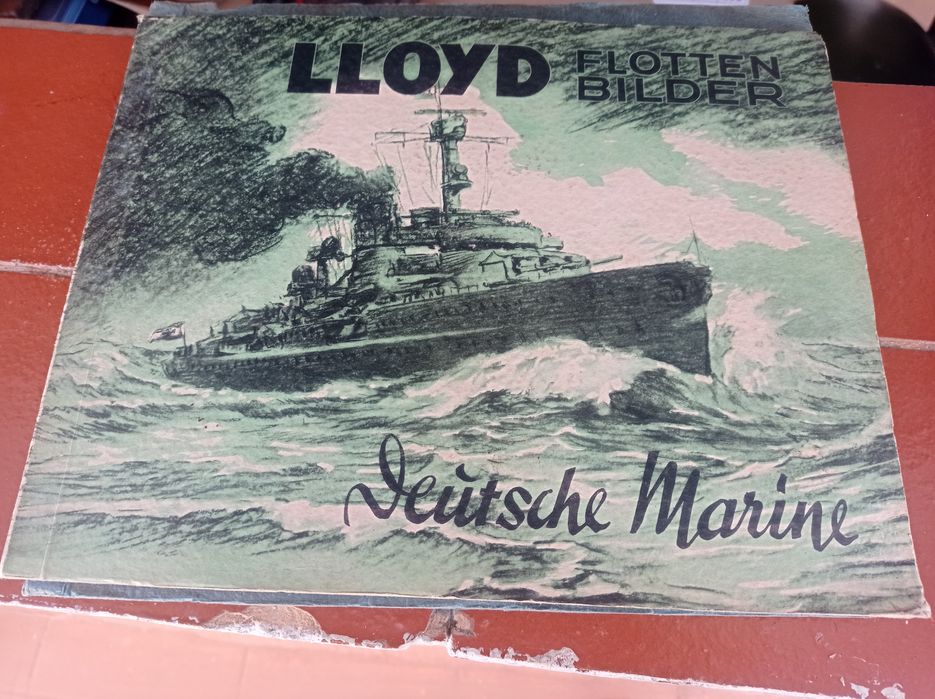 LLOYD FLOTTEN
BILDER
Deutsche Marine